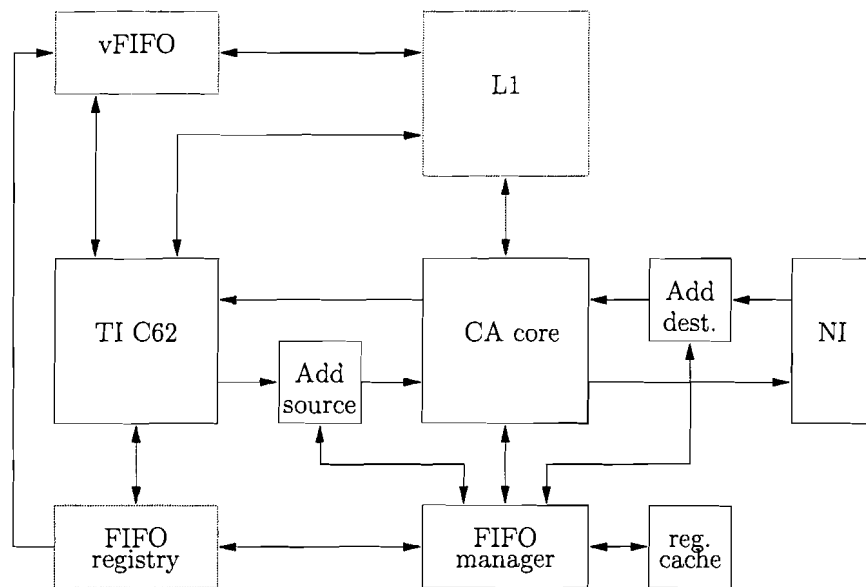 vFIFO
L1
TI C62
CA core
Add
dest.
NI
Add
source
FIFO
registry
FIFO
manager
reg.
cache